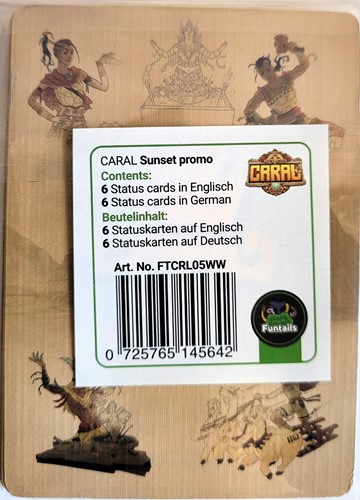 CARAL Sunset promo
Contents:
6 Status cards in Englisch
6 Status cards in German
Beutelinhalt:
6 Statuskarten auf Englisch
6 Statuskarten auf Deutsch
CARAL
Art. No. FTCRL05WW
0 725765 145642
Funtails